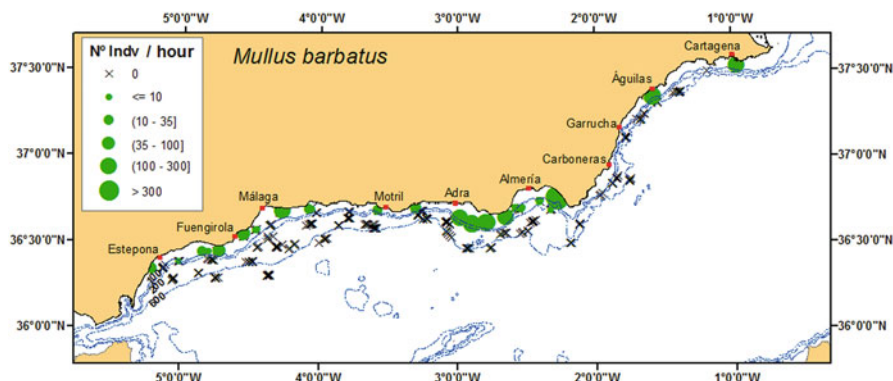 5°0'0"W 4°0'0"W 3°0'0"W 2°0'0"W 1°0'0"W
Nº Indv / hour
0
<= 10
(10 - 35]
(35 - 100]
(100 - 300]
> 300
Mullus barbatus
Cartagena
37°30'0"N 37°30'0"N
Águilas
Garrucha
37°0'0"N 37°0'0"N
Carboneras
Almería
Adra
Motril
Málaga
Fuengirola
36°30'0"N 36°30'0"N
Estepona
100
200
500
36°0'0"N 36°0'0"N
5°0'0"W 4°0'0"W 3°0'0"W 2°0'0"W 1°0'0"W